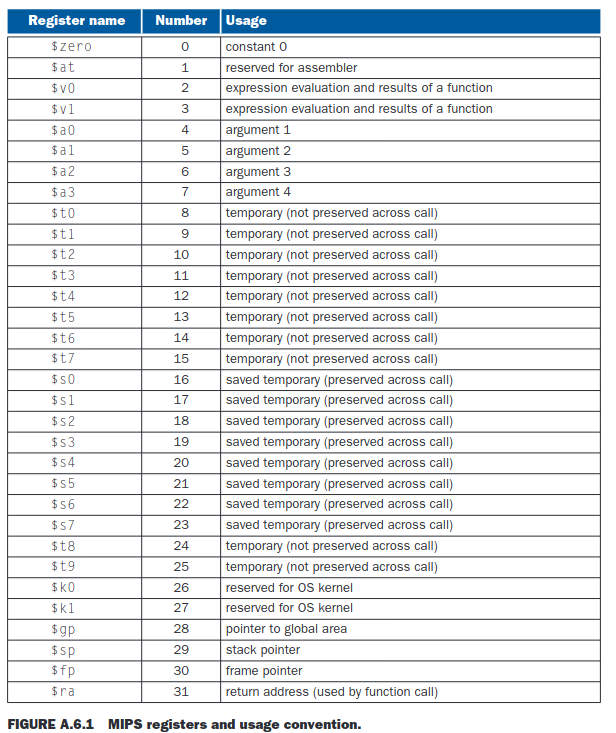 Register name Number Usage
$zero 0 constant 0
$at 1 reserved for assembler
$v0 2 expression evaluation and results of a function
$v1 3 expression evaluation and results of a function
$a0 4 argument 1
$a1 5 argument 2
$a2 6 argument 3
$a3 7 argument 4
$t0 8 temporary (not preserved across call)
$t1 9 temporary (not preserved across call)
$t2 10 temporary (not preserved across call)
$t3 11 temporary (not preserved across call)
$t4 12 temporary (not preserved across call)
$t5 13 temporary (not preserved across call)
$t6 14 temporary (not preserved across call)
$t7 15 temporary (not preserved across call)
$s0 16 saved temporary (preserved across call)
$s1 17 saved temporary (preserved across call)
$s2 18 saved temporary (preserved across call)
$s3 19 saved temporary (preserved across call)
$s4 20 saved temporary (preserved across call)
$s5 21 saved temporary (preserved across call)
$s6 22 saved temporary (preserved across call)
$s7 23 saved temporary (preserved across call)
$t8 24 temporary (not preserved across call)
$t9 25 temporary (not preserved across call)
$k0 26 reserved for OS kernel
$k1 27 reserved for OS kernel
$gp 28 pointer to global area
$sp 29 stack pointer
$fp 30 frame pointer
$ra 31 return address (used by function call)
FIGURE A.6.1 MIPS registers and usage convention.